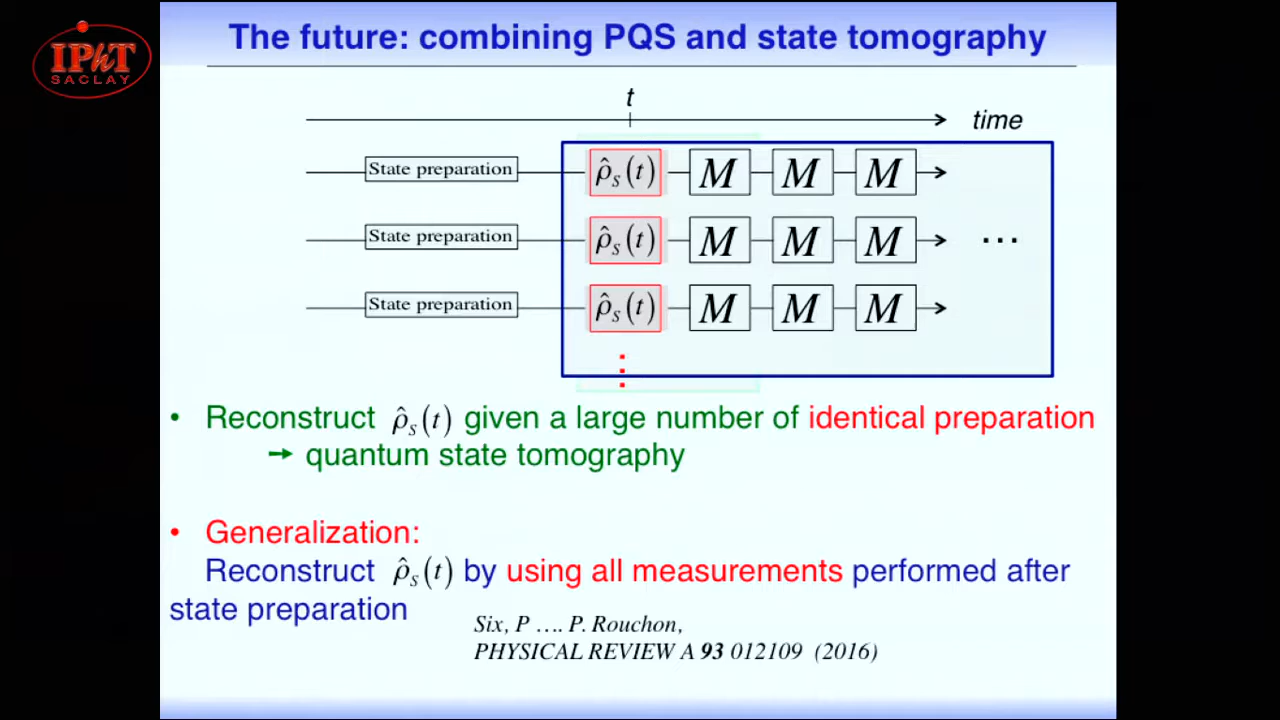 IPhT
SACLAY
The future: combining PQS and state tomography
t
time
State preparation ρ̂S(t) M M M
State preparation ρ̂S(t) M M M ...
State preparation ρ̂S(t) M M M
⋮
• Reconstruct ρ̂S(t) given a large number of identical preparation
➙ quantum state tomography
• Generalization:
Reconstruct ρ̂S(t) by using all measurements performed after
state preparation
Six, P …. P. Rouchon,
PHYSICAL REVIEW A 93 012109 (2016)